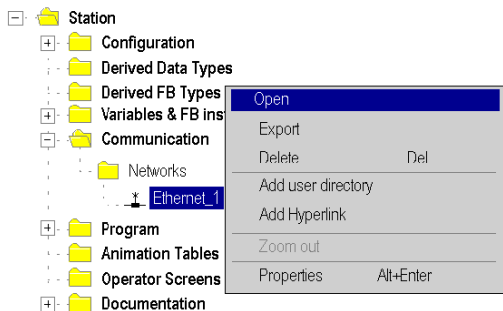 Station
Configuration
Derived Data Types
Derived FB Types
Variables & FB ins
Communication
Networks
Ethernet_1
Program
Animation Tables
Operator Screens
Documentation
Open
Export
Delete Del
Add user directory
Add Hyperlink
Zoom out
Properties Alt+Enter